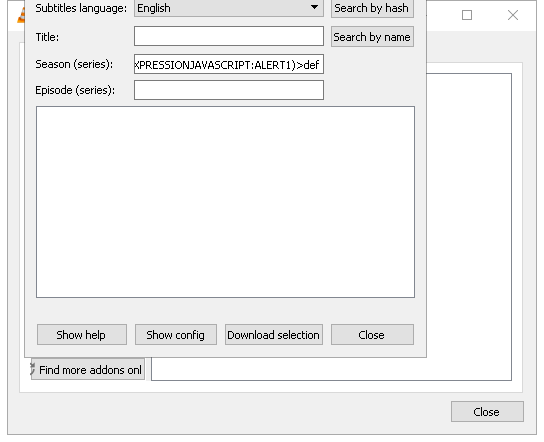 Subtitles language: English Search by hash
Title: Search by name
Season (series): XPRESSIONJAVASCRIPT:ALERT1)>def
Episode (series):
Show help Show config Download selection Close
Find more addons onl
Close